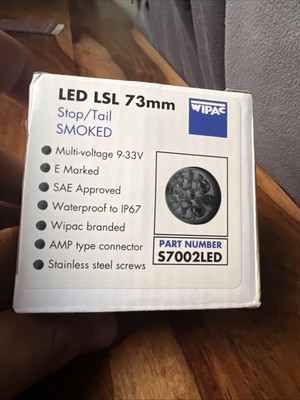 LED LSL 73mm
Stop/Tail
SMOKED
WIPAC
Multi-voltage 9-33V
E Marked
SAE Approved
Waterproof to IP67
Wipac branded
AMP type connector
Stainless steel screws
PART NUMBER
S7002LED